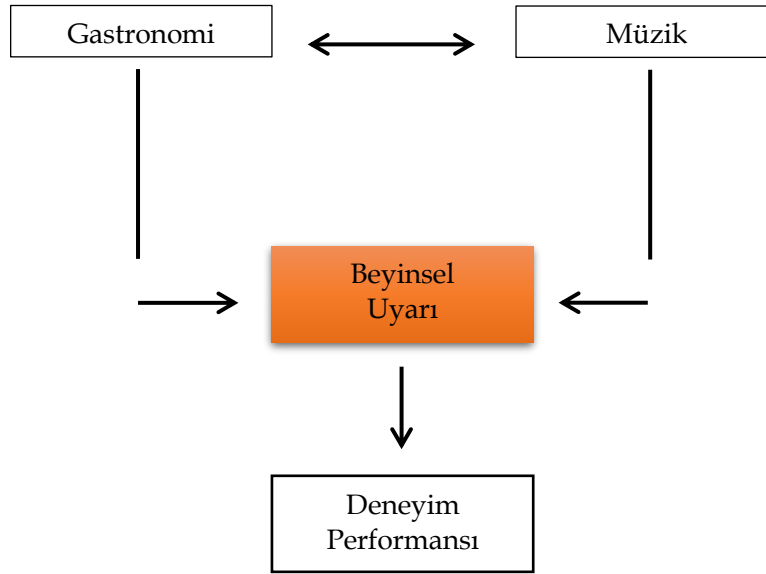 Gastronomi
Müzik
Beyinsel
Uyarı
Deneyim
Performansı